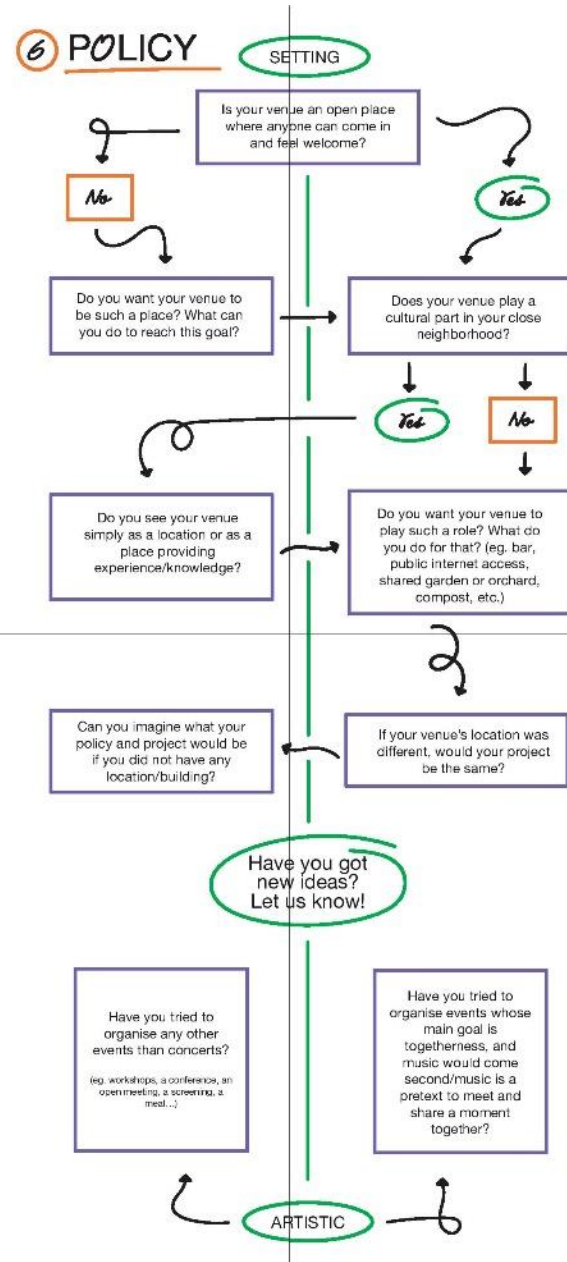 6 POLICY
SETTING
Is your venue an open place
where anyone can come in
and feel welcome?
No
Yes
Do you want your venue to
be such a place? What can
you do to reach this goal?
Does your venue play a
cultural part in your close
neighborhood?
Yes
No
Do you see your venue
simply as a location or as a
place providing
experience/knowledge?
Do you want your venue to
play such a role? What do
you do for that? (eg. bar,
public internet access,
shared garden or orchard,
compost, etc.)
Can you imagine what your
policy and project would be
if you did not have any
location/building?
If your venue's location was
different, would your project
be the same?
Have you got
new ideas?
Let us know!
Have you tried to
organise any other
events than concerts?
(eg. workshops, a conference, an
open meeting, a screening, a
meal...)
Have you tried to
organise events whose
main goal is
togetherness, and
music would come
second/music is a
pretext to meet and
share a moment
together?
ARTISTIC